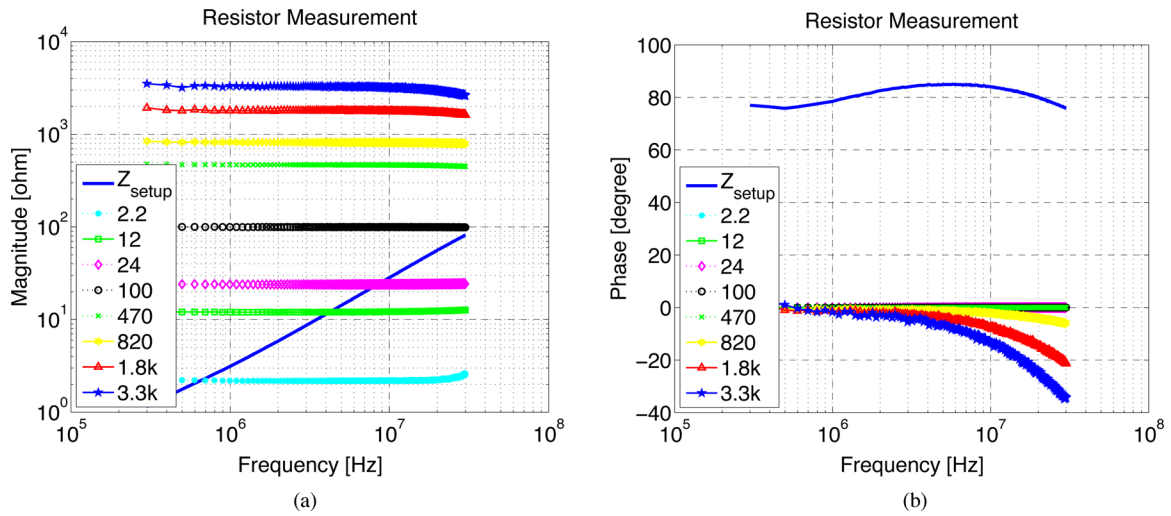 Resistor Measurement
10^4
10^3
10^2
10^1
10^0
Magnitude [ohm]
Z_setup
2.2
12
24
100
470
820
1.8k
3.3k
10^5
10^6
10^7
10^8
Frequency [Hz]
(a)
Resistor Measurement
100
80
60
40
20
0
−20
−40
Phase [degree]
Z_setup
2.2
12
24
100
470
820
1.8k
3.3k
10^5
10^6
10^7
10^8
Frequency [Hz]
(b)